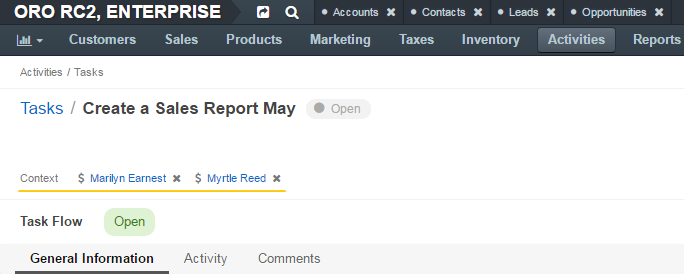 ORO RC2, ENTERPRISE • Accounts × • Contacts × • Leads × • Opportunities ×
Customers Sales Products Marketing Taxes Inventory Activities Reports
Activities / Tasks
Tasks / Create a Sales Report May Open
Context $ Marilyn Earnest × $ Myrtle Reed ×
Task Flow Open
General Information Activity Comments